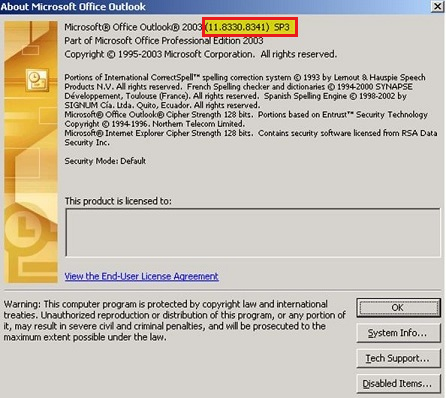 About Microsoft Office Outlook
Microsoft® Office Outlook® 2003 (11.8330.8341) SP3
Part of Microsoft Office Professional Edition 2003
Copyright © 1995-2003 Microsoft Corporation. All rights reserved.
Portions of International CorrectSpell™ spelling correction system © 1993 by Lernout & Hauspie Speech
Products N.V. All rights reserved. French Spelling checker and dictionaries © 1994-2000 SYNAPSE
Développement, Toulouse (France). All rights reserved. Spanish Spelling Engine © 1998-2002 by
SIGNUM Cía. Ltda. Quito, Ecuador. All rights reserved.
Microsoft® Office Outlook® Cipher Strength 128 bits. Portions based on Entrust™ Security Technology
Copyright © 1994-1996. Northern Telecom Limited.
Microsoft® Internet Explorer Cipher Strength 128 bits. Contains security software licensed from RSA Data
Security Inc.
Security Mode: Default
This product is licensed to:
View the End-User License Agreement
Warning: This computer program is protected by copyright law and international
treaties. Unauthorized reproduction or distribution of this program, or any portion of
it, may result in severe civil and criminal penalties, and will be prosecuted to the
maximum extent possible under the law.
OK
System Info...
Tech Support...
Disabled Items...